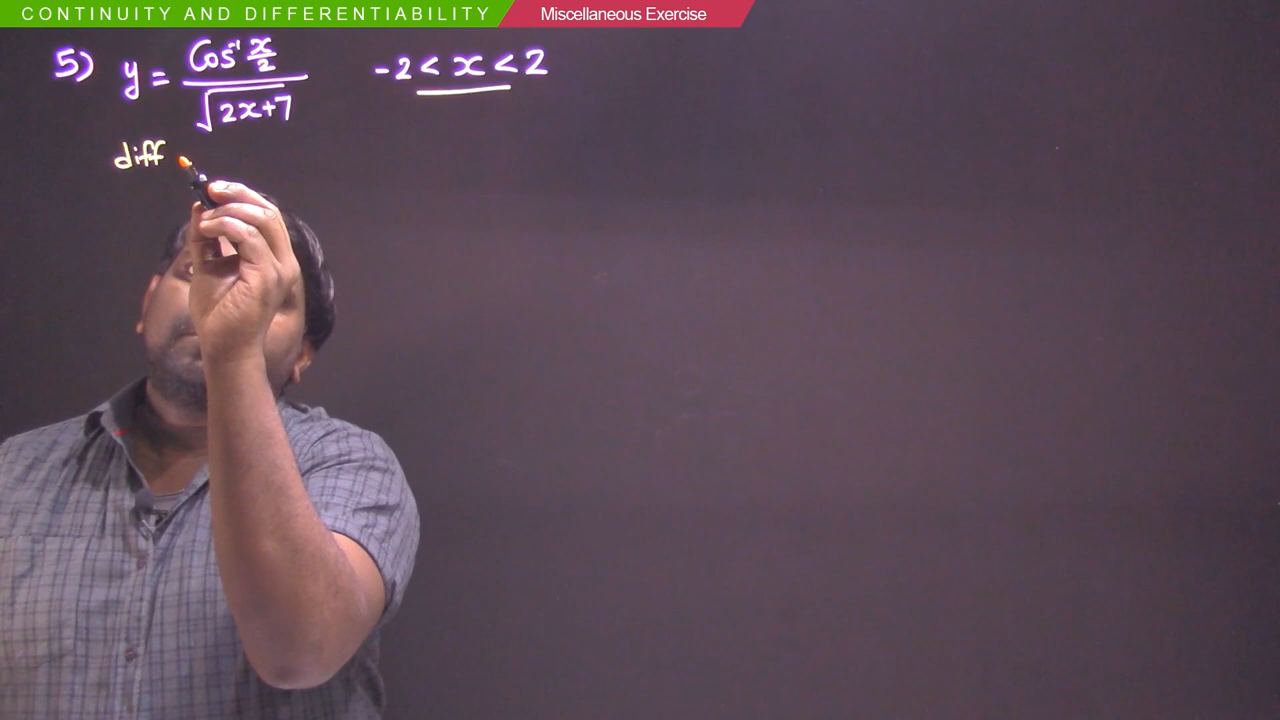 CONTINUITY AND DIFFERENTIABILITY
Miscellaneous Exercise
5) y = Cos⁻¹ x/2 / √(2x+7)    -2 < x < 2
diff